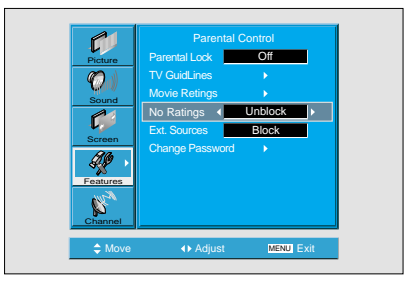 Parental Control
Picture
Sound
Screen
Features
Channel
Parental Lock Off
TV GuidLines
Movie Retings
No Ratings Unblock
Ext. Sources Block
Change Password
Move Adjust MENU Exit